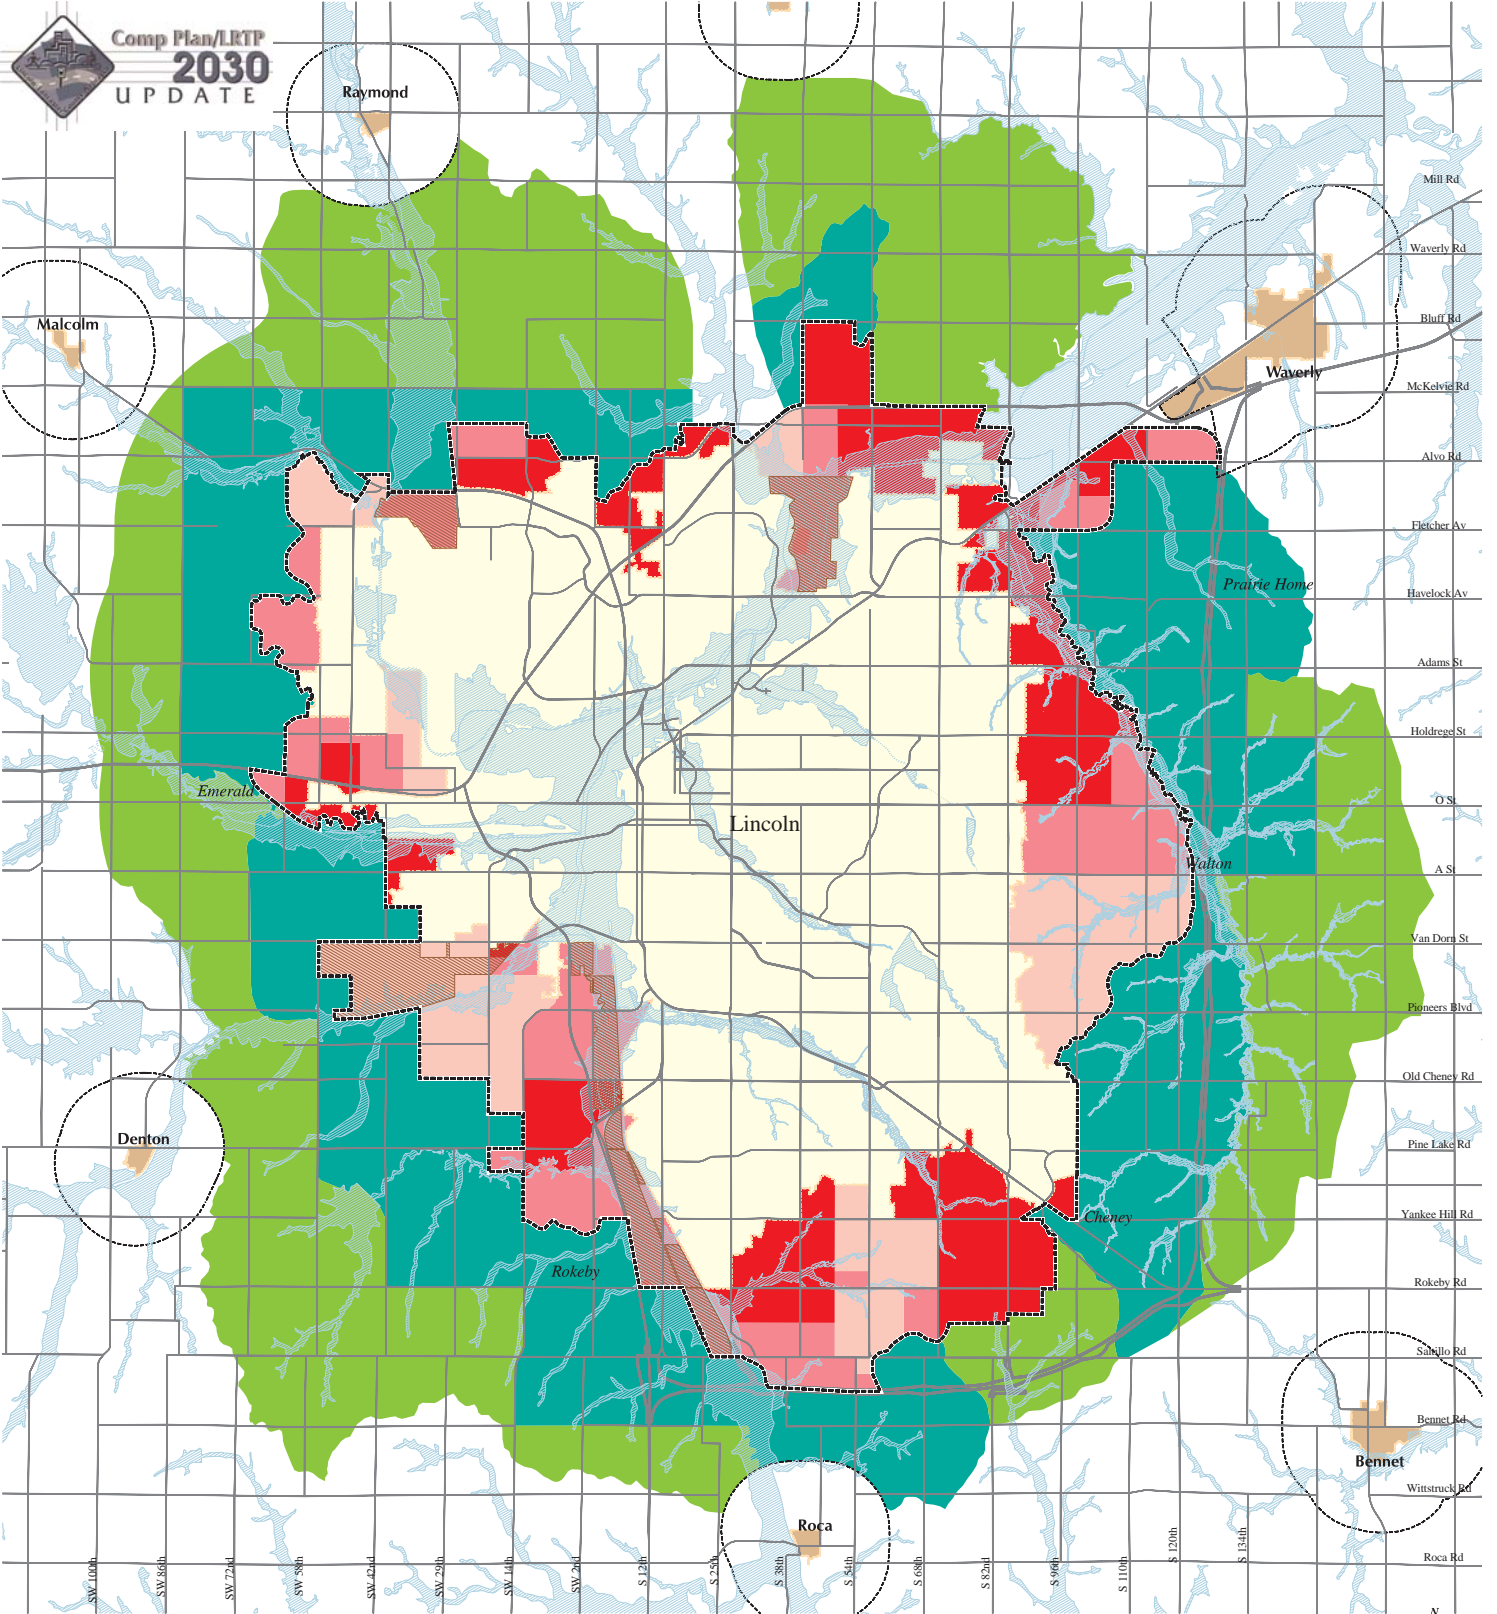 Comp Plan/LRTP
2030
UPDATE
Raymond
Mill Rd
Waverly Rd
Malcolm
Bluff Rd
Waverly
McKelvie Rd
Alvo Rd
Fletcher Av
Prairie Home
Havelock Av
Adams St
Holdrege St
Emerald
O St
Lincoln
Walton
A St
Van Dorn St
Pioneers Blvd
Old Cheney Rd
Denton
Pine Lake Rd
Cheney
Yankee Hill Rd
Rokeby
Rokeby Rd
Saltillo Rd
Bennet Rd
Bennet
Wittstruck Rd
Roca
Roca Rd
SW 100th
SW 86th
SW 72nd
SW 58th
SW 42nd
SW 29th
SW 14th
SW 2nd
S 12th
S 25th
S 38th
S 54th
S 68th
S 82nd
S 96th
S 110th
S 120th
S 134th
N